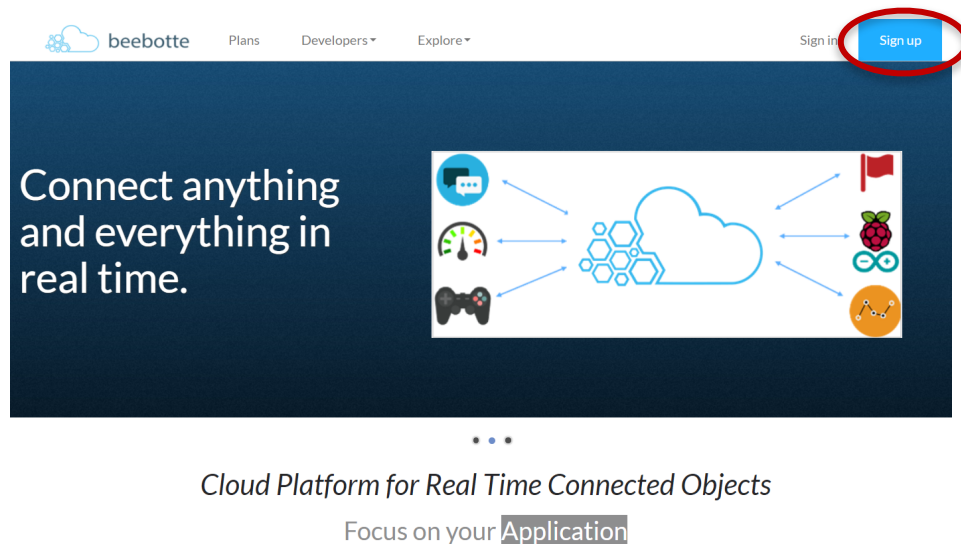 beebotte Plans Developers Explore Sign in Sign up
Connect anything
and everything in
real time.
Cloud Platform for Real Time Connected Objects
Focus on your Application